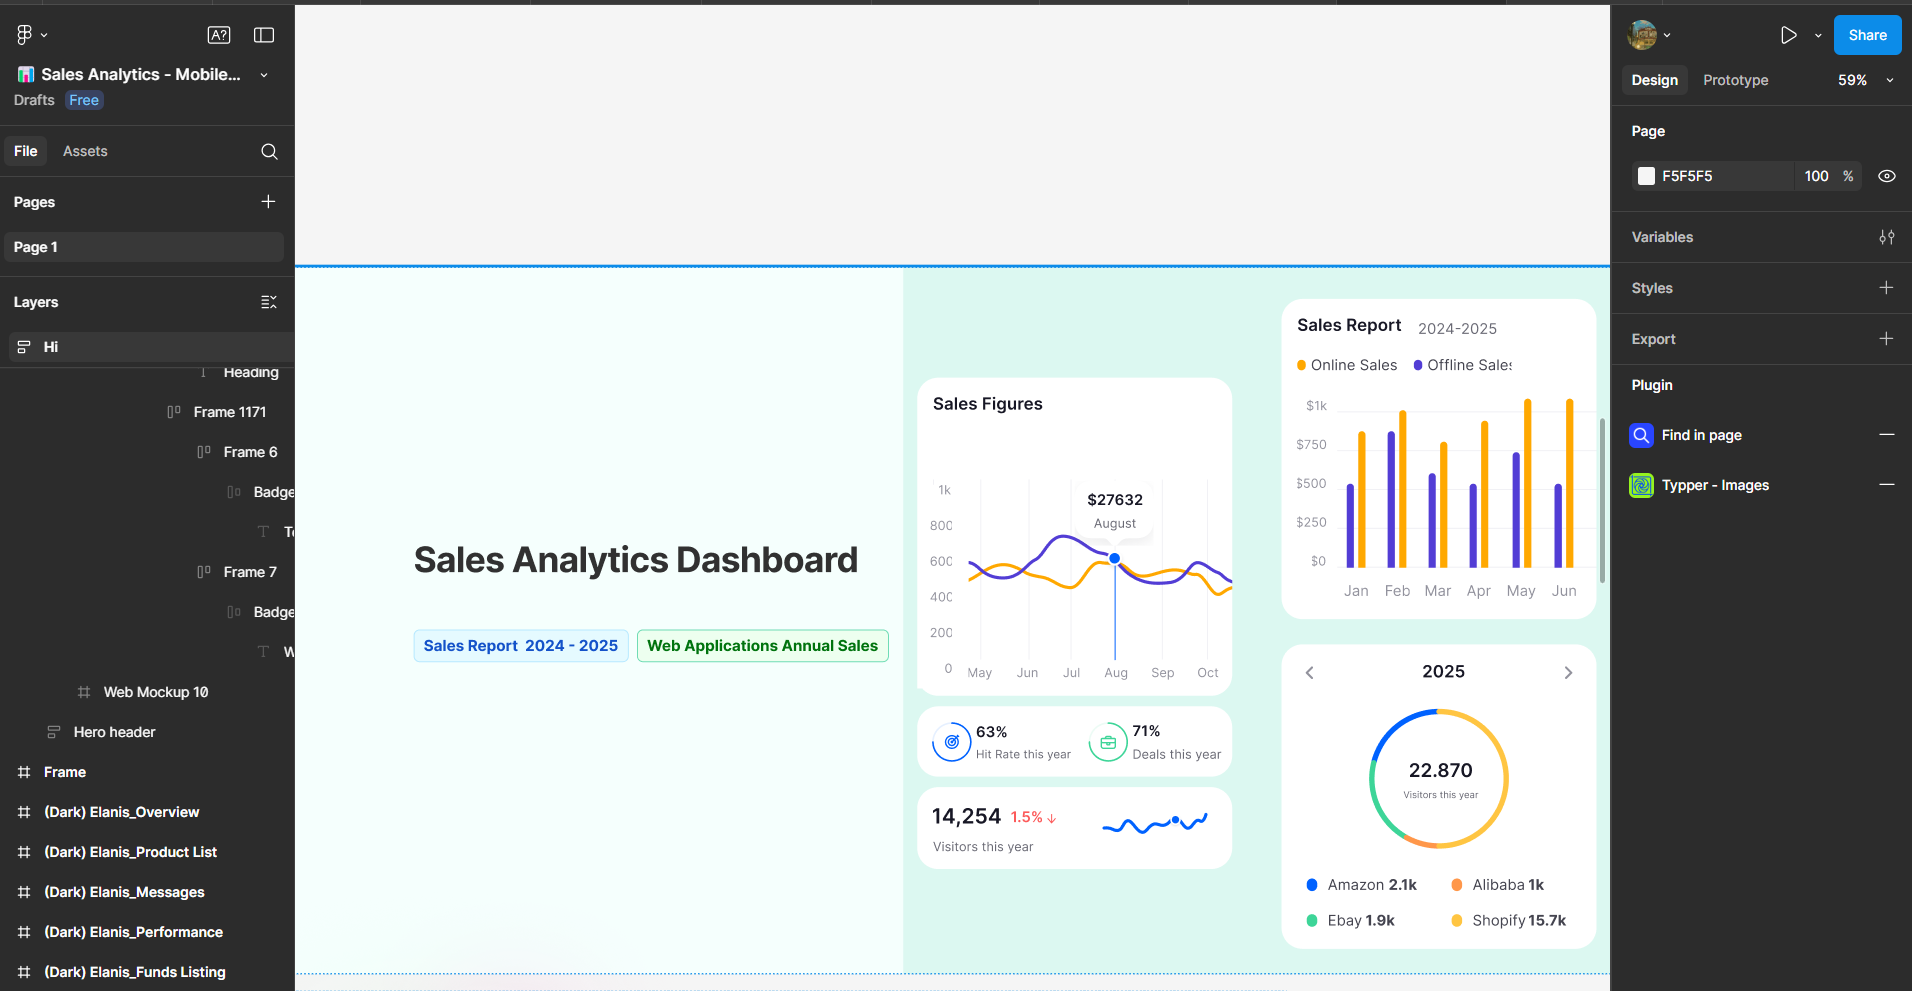 A?
Sales Analytics - Mobile...
Drafts Free
File Assets
Pages
Page 1
Layers
Hi
Heading
Frame 1171
Frame 6
Badge
Frame 7
Badge
W
Web Mockup 10
Hero header
Frame
(Dark) Elanis_Overview
(Dark) Elanis_Product List
(Dark) Elanis_Messages
(Dark) Elanis_Performance
(Dark) Elanis_Funds Listing
Sales Analytics Dashboard
Sales Report 2024 - 2025
Web Applications Annual Sales
Sales Figures
1k
800
600
400
200
0
$27632
August
May Jun Jul Aug Sep Oct
63%
Hit Rate this year
71%
Deals this year
14,254 1.5% ↓
Visitors this year
Sales Report 2024-2025
Online Sales Offline Sales
$1k
$750
$500
$250
$0
Jan Feb Mar Apr May Jun
2025
22.870
Visitors this year
Amazon 2.1k
Alibaba 1k
Ebay 1.9k
Shopify 15.7k
Share
Design Prototype 59%
Page
F5F5F5 100 %
Variables
Styles
Export
Plugin
Find in page
Typper - Images